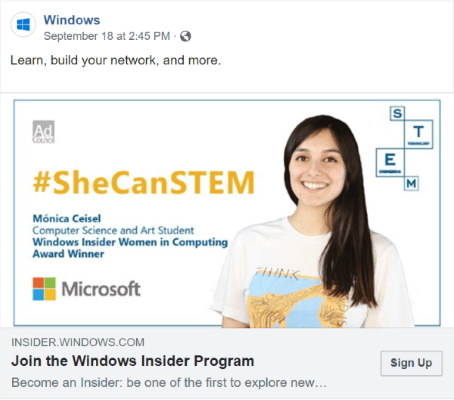 Windows
September 18 at 2:45 PM ·
Learn, build your network, and more.
Ad
Council
#SheCanSTEM
S
T
TECHNOLOGY
E
ENGINEERING
M
Mónica Ceisel
Computer Science and Art Student
Windows Insider Women in Computing
Award Winner
THINK
Microsoft
INSIDER.WINDOWS.COM
Join the Windows Insider Program
Become an Insider: be one of the first to explore new…
Sign Up